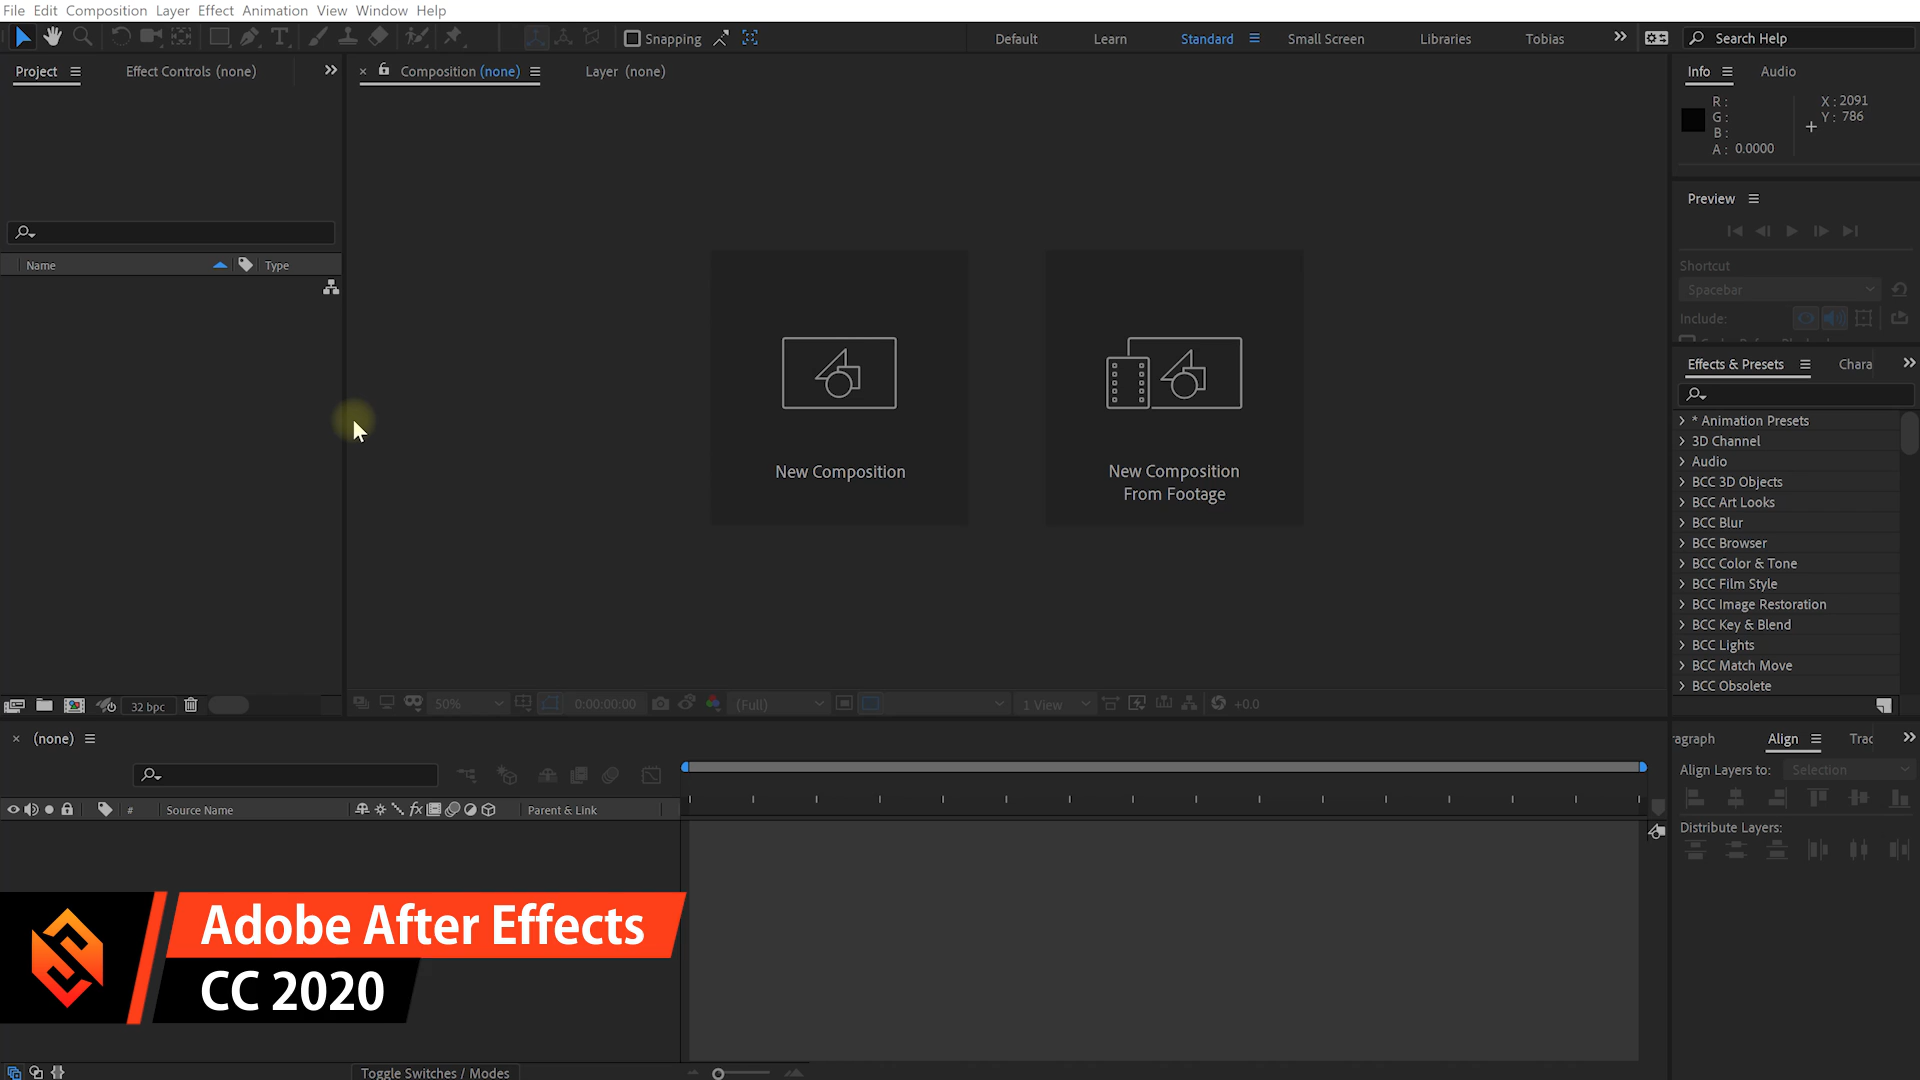 File Edit Composition Layer Effect Animation View Window Help
Snapping
Default Learn Standard Small Screen Libraries Tobias
Search Help
Project
Effect Controls (none)
Composition (none)
Layer (none)
Info
Audio
R :
G :
B :
A : 0.0000
X : 2091
Y : 786
Preview
Shortcut
Spacebar
Include:
Name
Type
New Composition
New Composition
From Footage
Effects & Presets
Chara
* Animation Presets
3D Channel
Audio
BCC 3D Objects
BCC Art Looks
BCC Blur
BCC Browser
BCC Color & Tone
BCC Film Style
BCC Image Restoration
BCC Key & Blend
BCC Lights
BCC Match Move
BCC Obsolete
32 bpc
50%
0:00:00:00
(Full)
1 View
+0.0
(none)
# Source Name
Parent & Link
ragraph
Align
Trac
Align Layers to: Selection
Distribute Layers:
Adobe After Effects
CC 2020
Toggle Switches / Modes